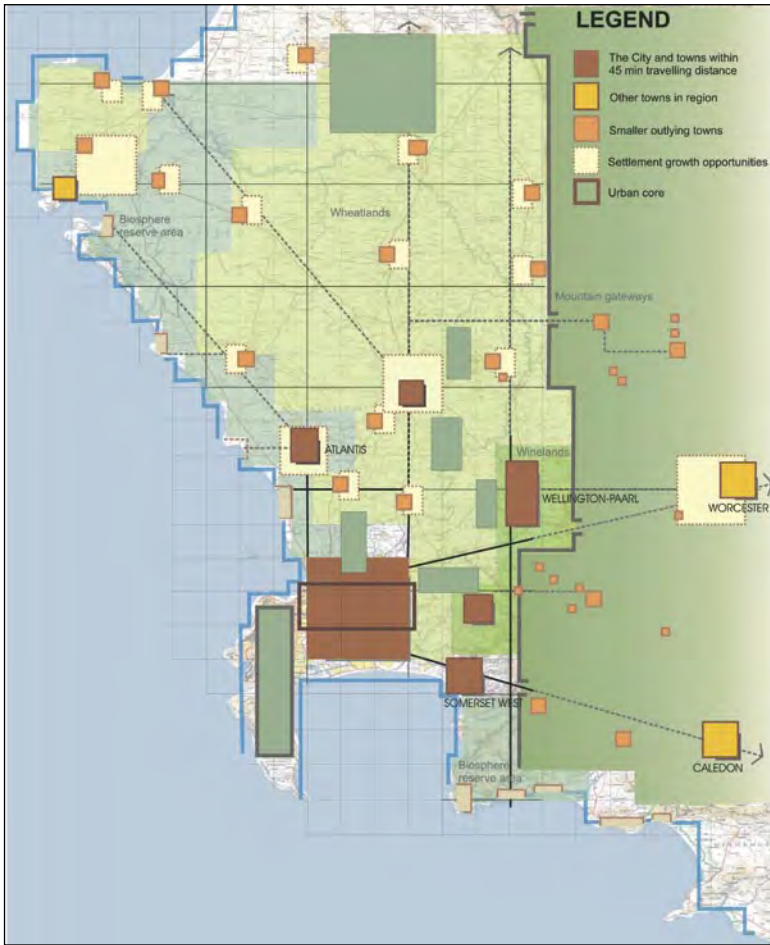 LEGEND
The City and towns within
45 min travelling distance
Other towns in region
Smaller outlying towns
Settlement growth opportunities
Urban core
Wheatlands
Biosphere
reserve area
Mountain gateways
ATLANTIS
Winelands
WELLINGTON-PAARL
WORCESTER
SOMERSET WEST
CALEDON
Biosphere
reserve area